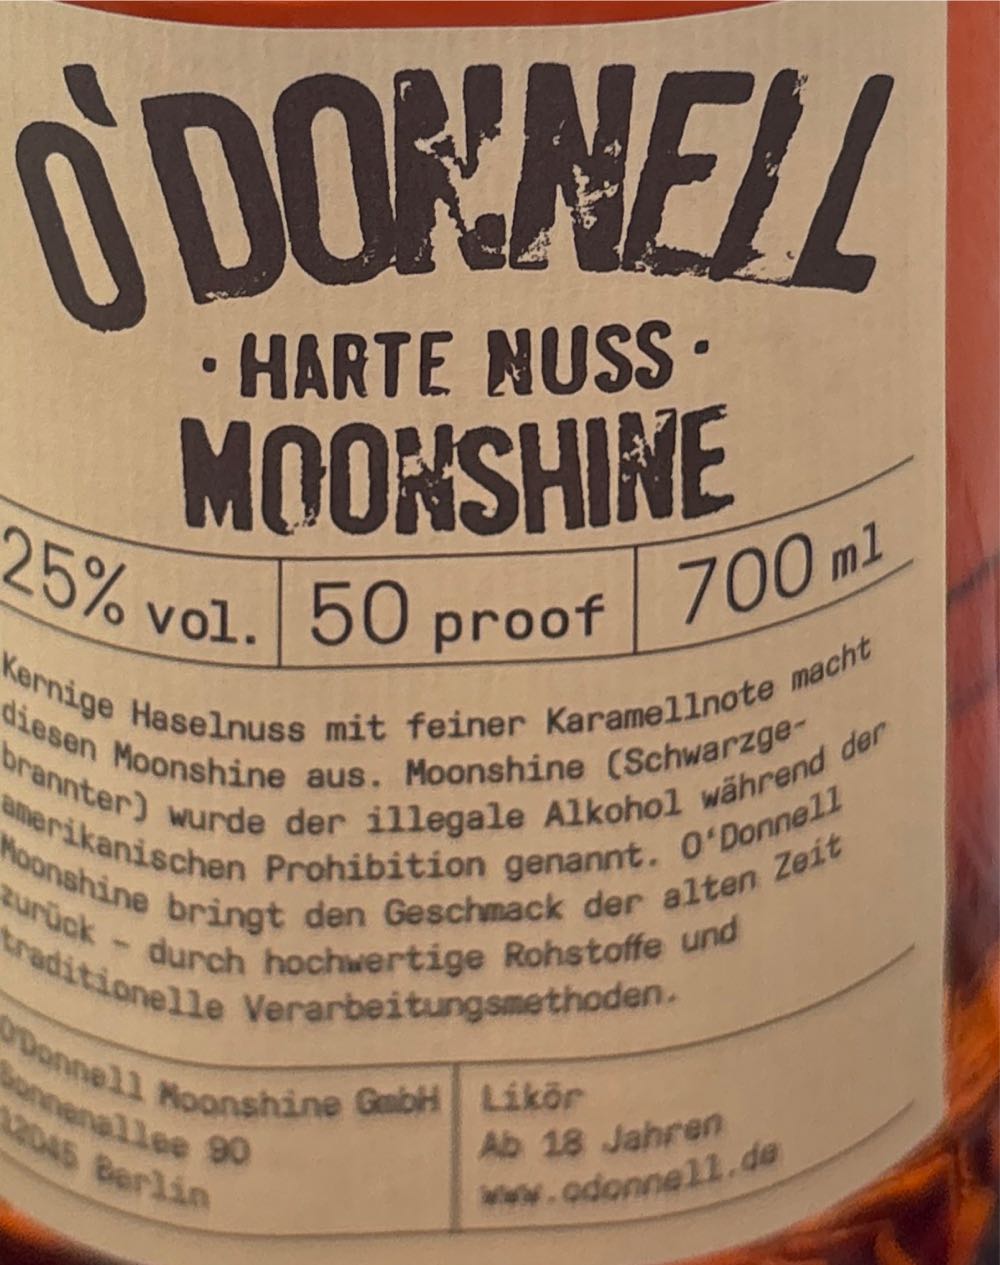 O'DONNELL
· HARTE NUSS ·
MOONSHINE
25% vol. 50 proof 700 ml
Kernige Haselnuss mit feiner Karamellnote macht
diesen Moonshine aus. Moonshine (Schwarzge-
brannter) wurde der illegale Alkohol während der
amerikanischen Prohibition genannt. O‘Donnell
Moonshine bringt den Geschmack der alten Zeit
zurück – durch hochwertige Rohstoffe und
traditionelle Verarbeitungsmethoden.
O'Donnell Moonshine GmbH
Sonnenallee 90
12045 Berlin
Likör
Ab 18 Jahren
www.odonnell.de